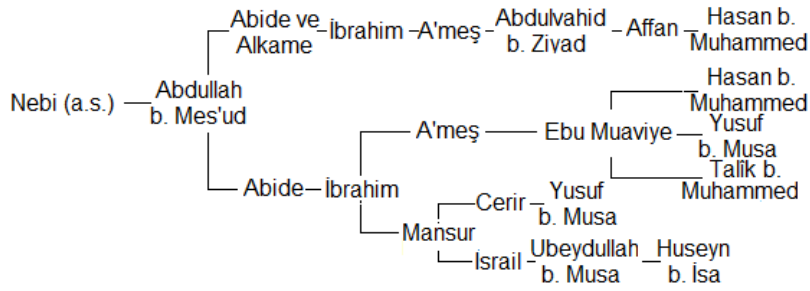 Abide ve
Alkame
İbrahim
A'meş
Abdulvahid
b. Ziyad
Affan
Hasan b.
Muhammed
Nebi (a.s.)
Abdullah
b. Mes'ud
Hasan b.
Muhammed
A'meş
Ebu Muaviye
Yusuf
b. Musa
Talik b.
Muhammed
Abide
İbrahim
Cerir
Yusuf
b. Musa
Mansur
İsrail
Ubeydullah
b. Musa
Huseyn
b. İsa